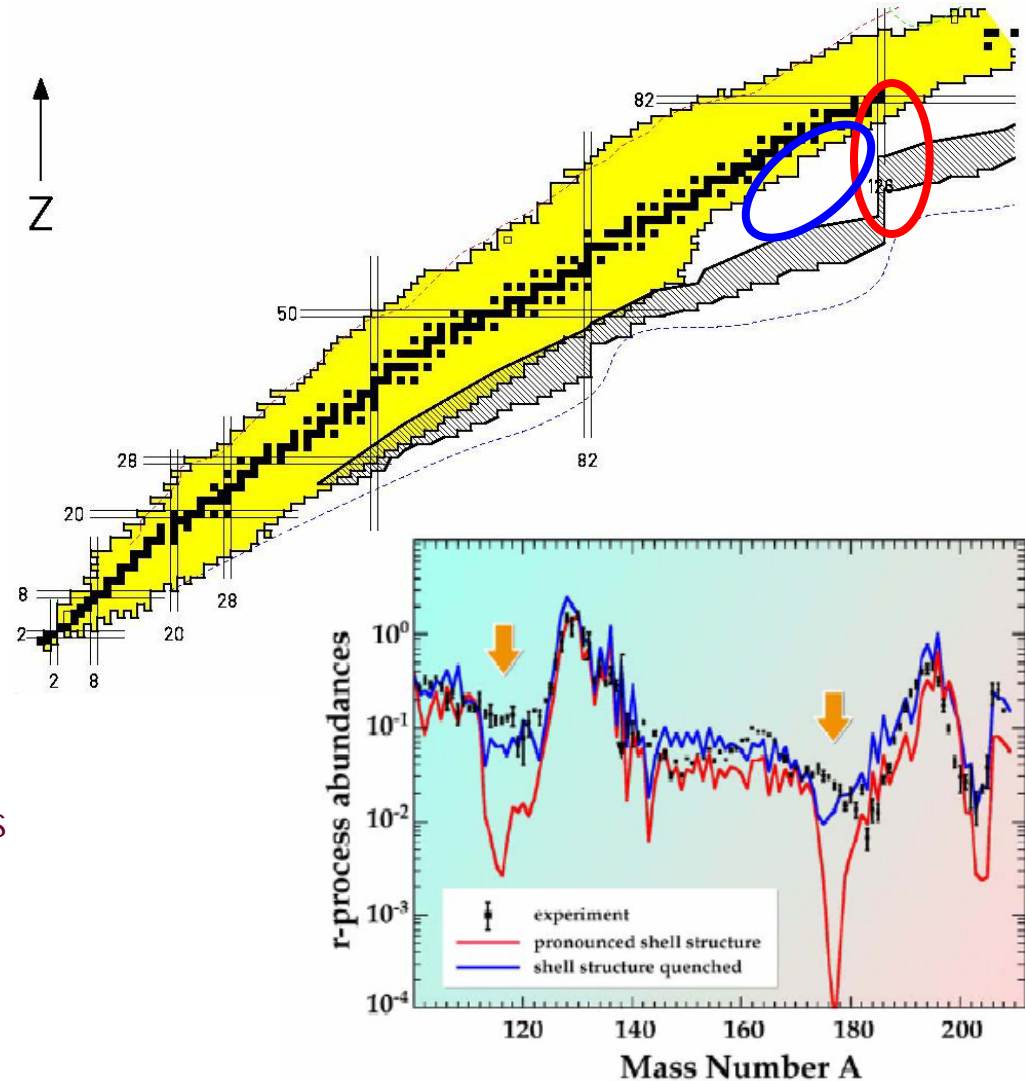 82
Z
126
50
28
82
20
8
28
2
20
2 8
S
r-process abundances
10^0
10^-1
10^-2
10^-3
10^-4
experiment
pronounced shell structure
shell structure quenched
120 140 160 180 200
Mass Number A